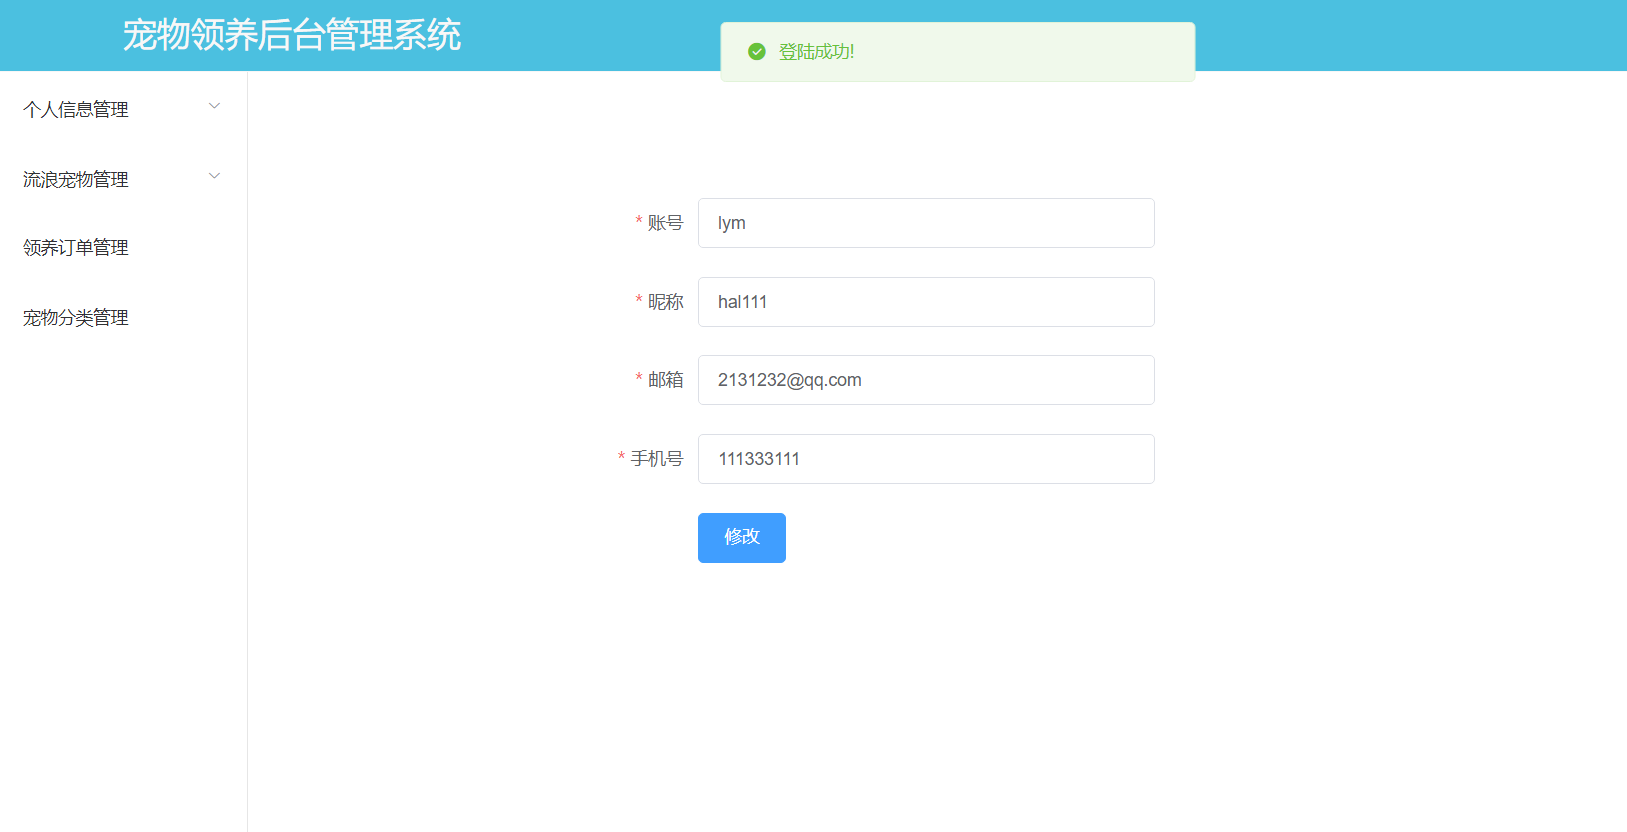 宠物领养后台管理系统
登陆成功!
个人信息管理
流浪宠物管理
领养订单管理
宠物分类管理
* 账号 lym
* 昵称 hal111
* 邮箱 2131232@qq.com
* 手机号 111333111
修改